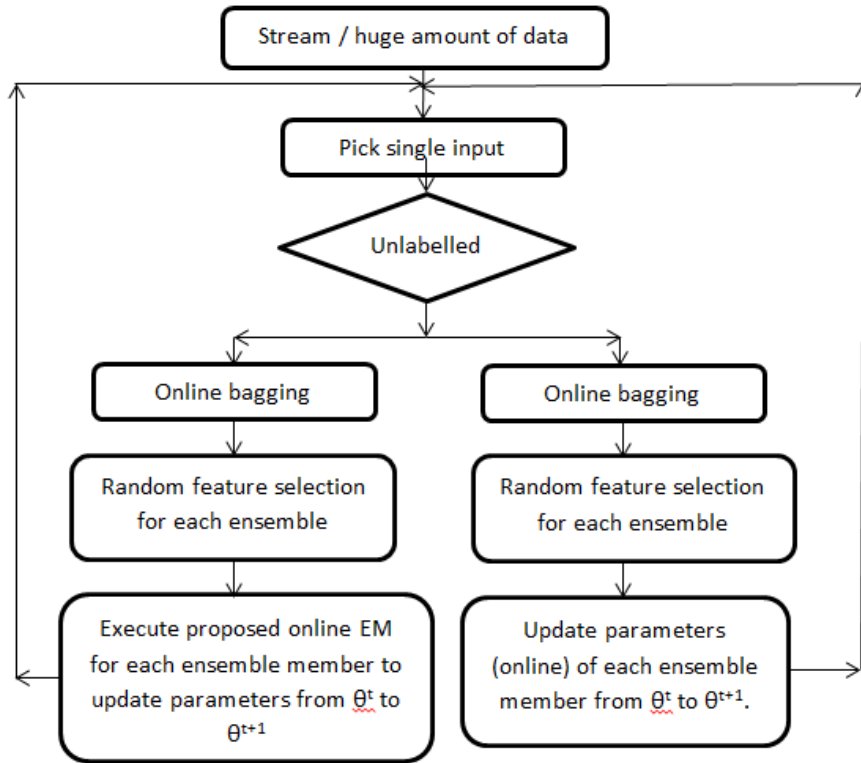 Stream / huge amount of data
Pick single input
Unlabelled
Online bagging
Online bagging
Random feature selection
for each ensemble
Random feature selection
for each ensemble
Execute proposed online EM
for each ensemble member to
update parameters from θᵗ to
θᵗ⁺¹
Update parameters
(online) of each ensemble
member from θᵗ to θᵗ⁺¹.